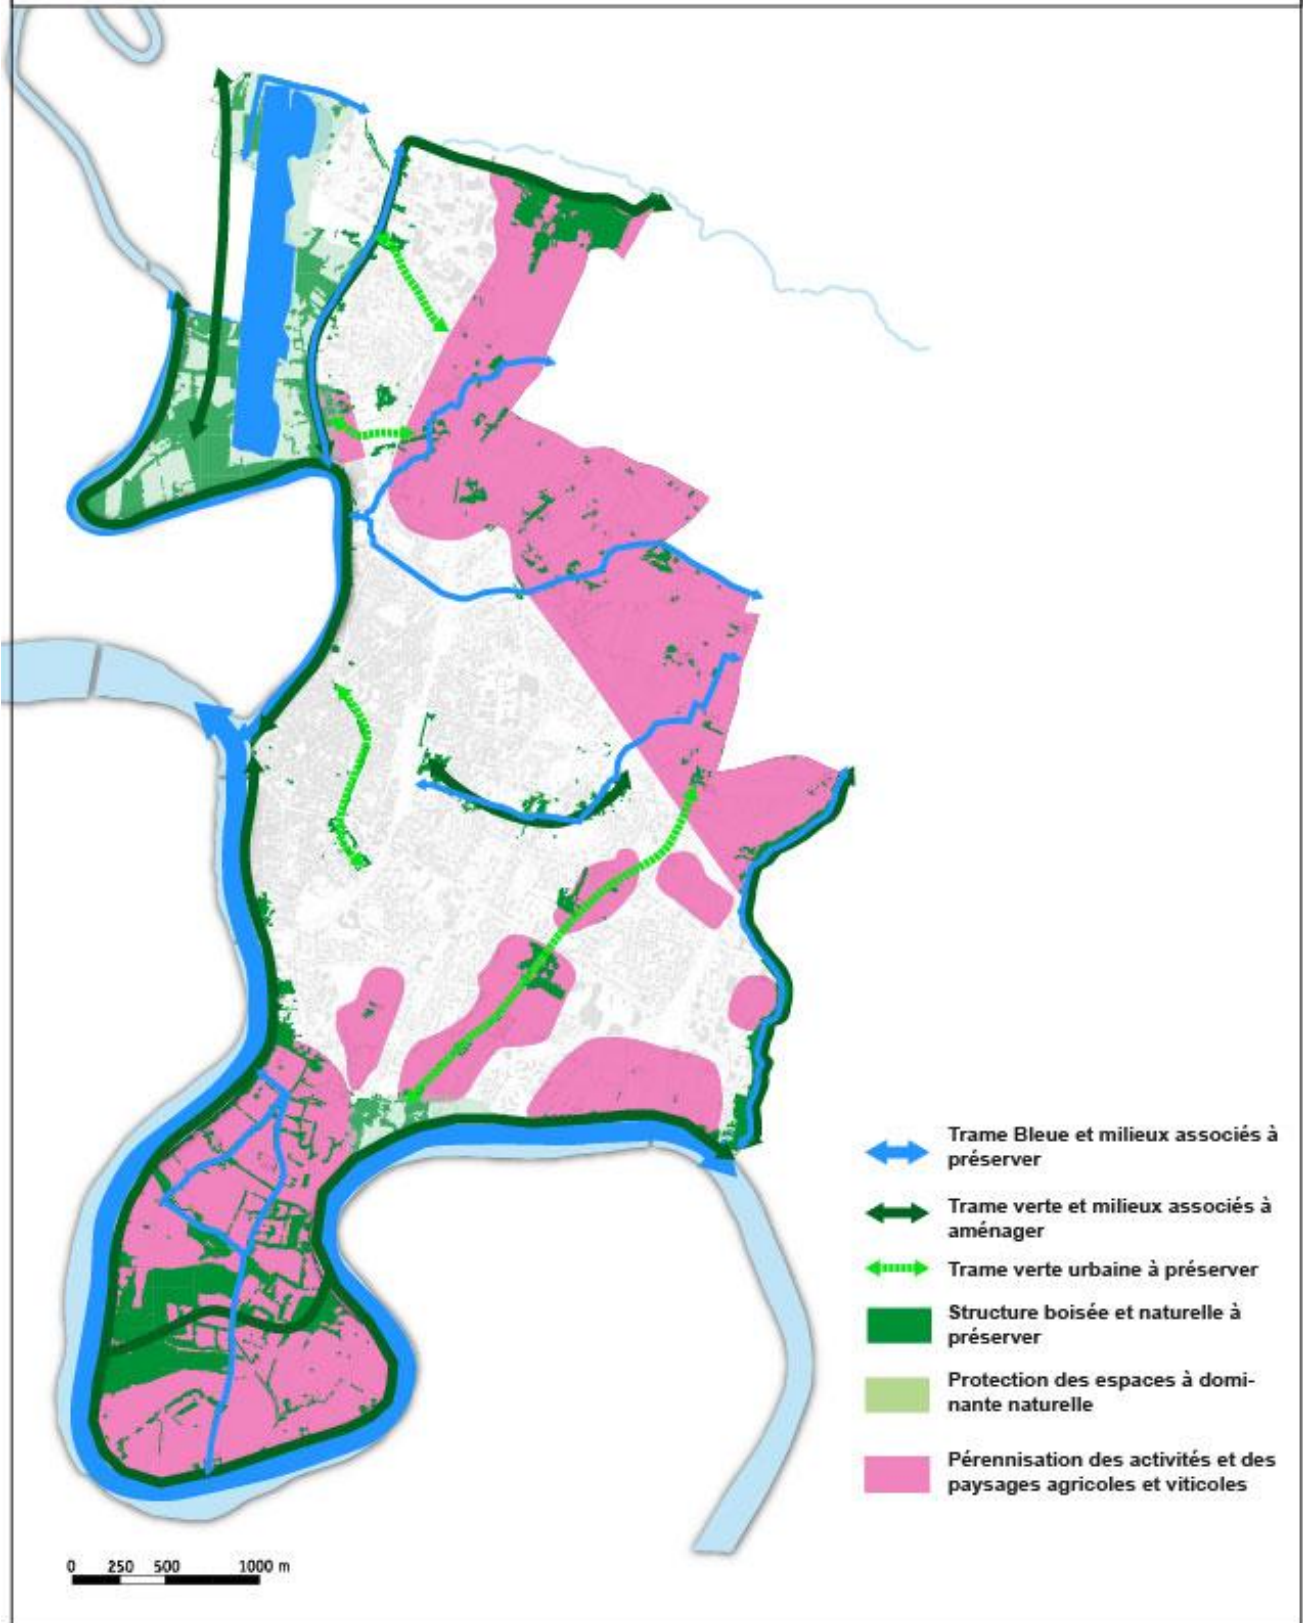 Trame Bleue et milieux associés à
préserver
Trame verte et milieux associés à
aménager
Trame verte urbaine à préserver
Structure boisée et naturelle à
préserver
Protection des espaces à domi-
nante naturelle
Pérennisation des activités et des
paysages agricoles et viticoles
0 250 500 1000 m